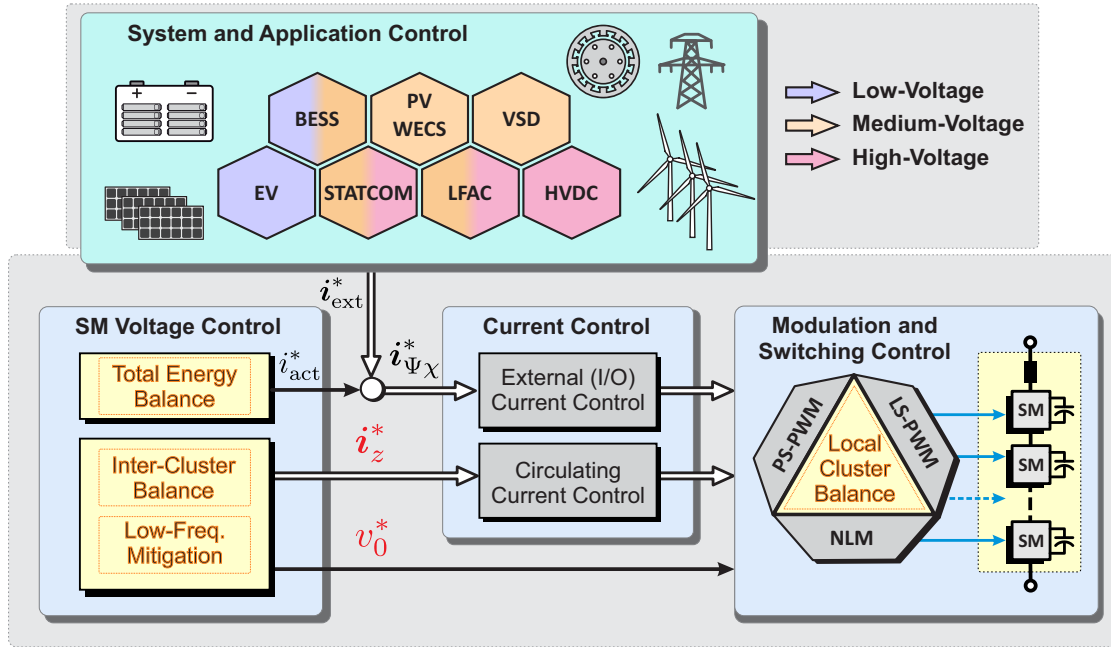 System and Application Control
+ −
BESS
PV
WECS
VSD
EV
STATCOM
LFAC
HVDC
Low-Voltage
Medium-Voltage
High-Voltage
i*ext
SM Voltage Control
Total Energy
Balance
i*act
i*Ψχ
Inter-Cluster
Balance
Low-Freq.
Mitigation
i*z
v*0
Current Control
External (I/O)
Current Control
Circulating
Current Control
Modulation and
Switching Control
PS-PWM
LS-PWM
Local
Cluster
Balance
NLM
SM
SM
SM